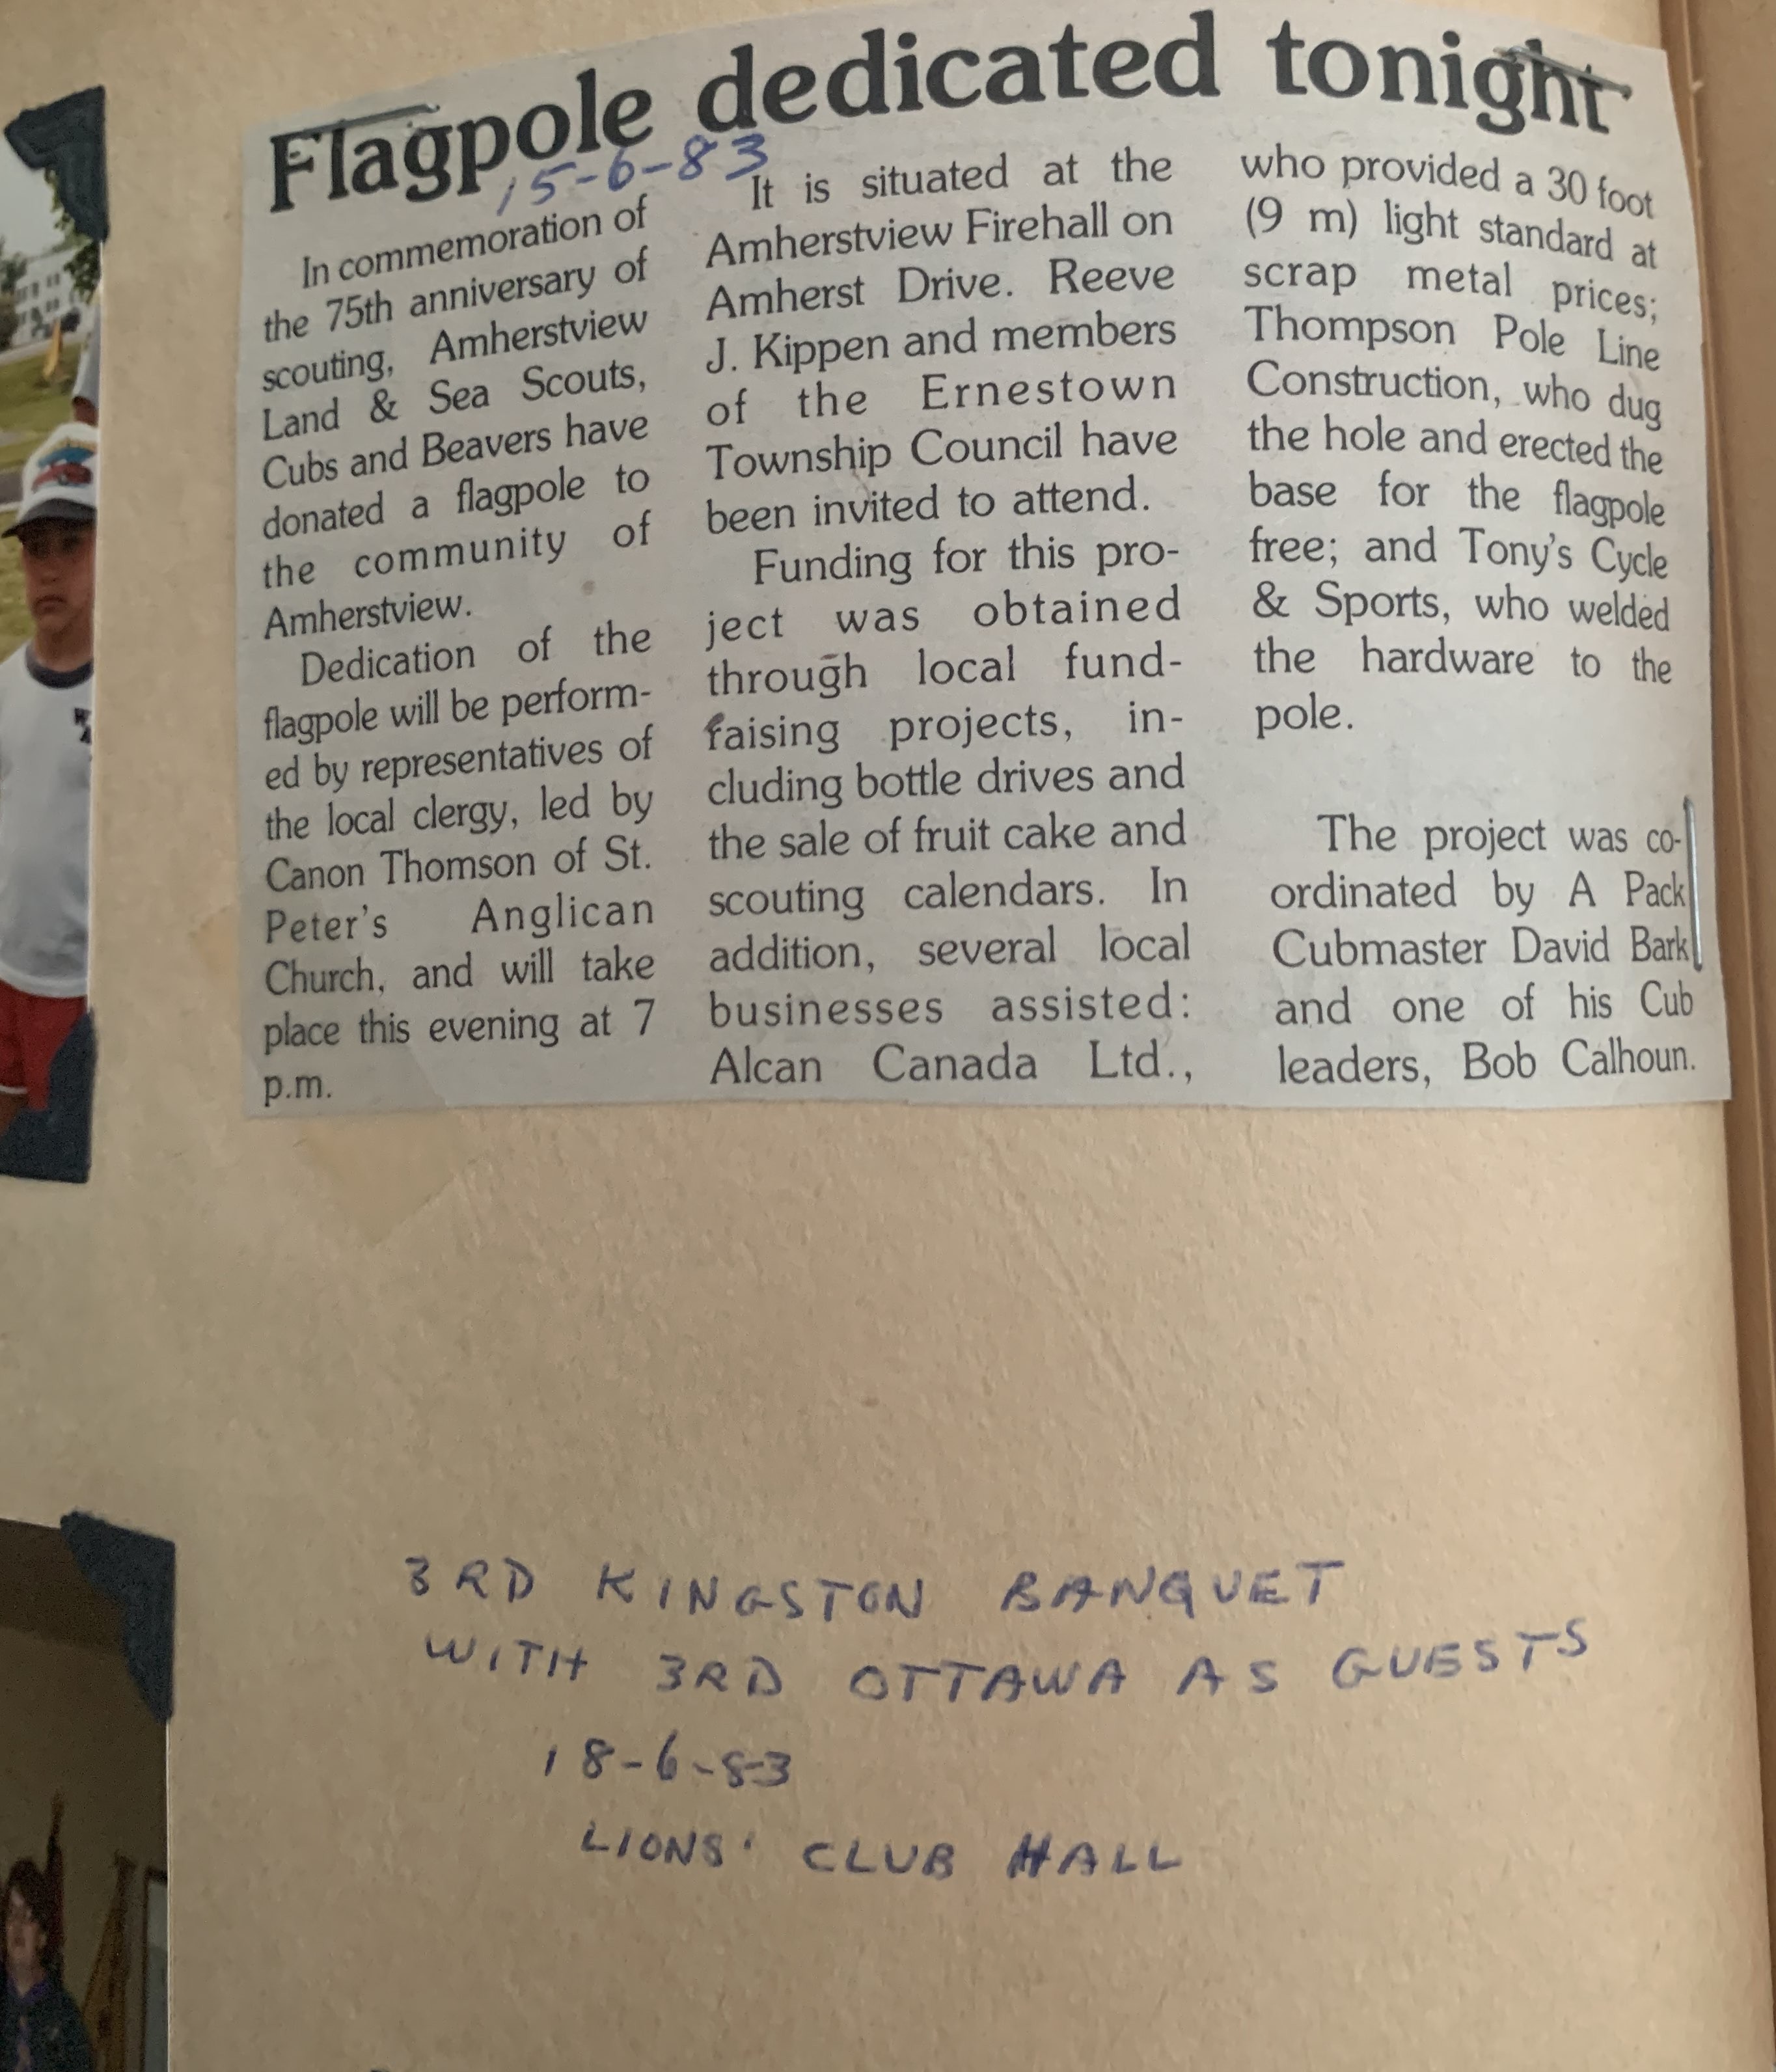 Flagpole dedicated tonight
15-6-83
In commemoration of
the 75th anniversary of
scouting, Amherstview
Land & Sea Scouts,
Cubs and Beavers have
donated a flagpole to
the community of
Amherstview.
Dedication of the
flagpole will be perform-
ed by representatives of
the local clergy, led by
Canon Thomson of St.
Peter's Anglican
Church, and will take
place this evening at 7
p.m.
It is situated at the
Amherstview Firehall on
Amherst Drive. Reeve
J. Kippen and members
of the Ernestown
Township Council have
been invited to attend.
Funding for this pro-
ject was obtained
through local fund-
raising projects, in-
cluding bottle drives and
the sale of fruit cake and
scouting calendars. In
addition, several local
businesses assisted:
Alcan Canada Ltd.,
who provided a 30 foot
(9 m) light standard at
scrap metal prices;
Thompson Pole Line
Construction, who dug
the hole and erected the
base for the flagpole
free; and Tony's Cycle
& Sports, who welded
the hardware to the
pole.
The project was co-
ordinated by A Pack
Cubmaster David Bark
and one of his Cub
leaders, Bob Calhoun.
3RD KINGSTON BANQUET
WITH 3RD OTTAWA AS GUESTS
18-6-83
LIONS' CLUB HALL